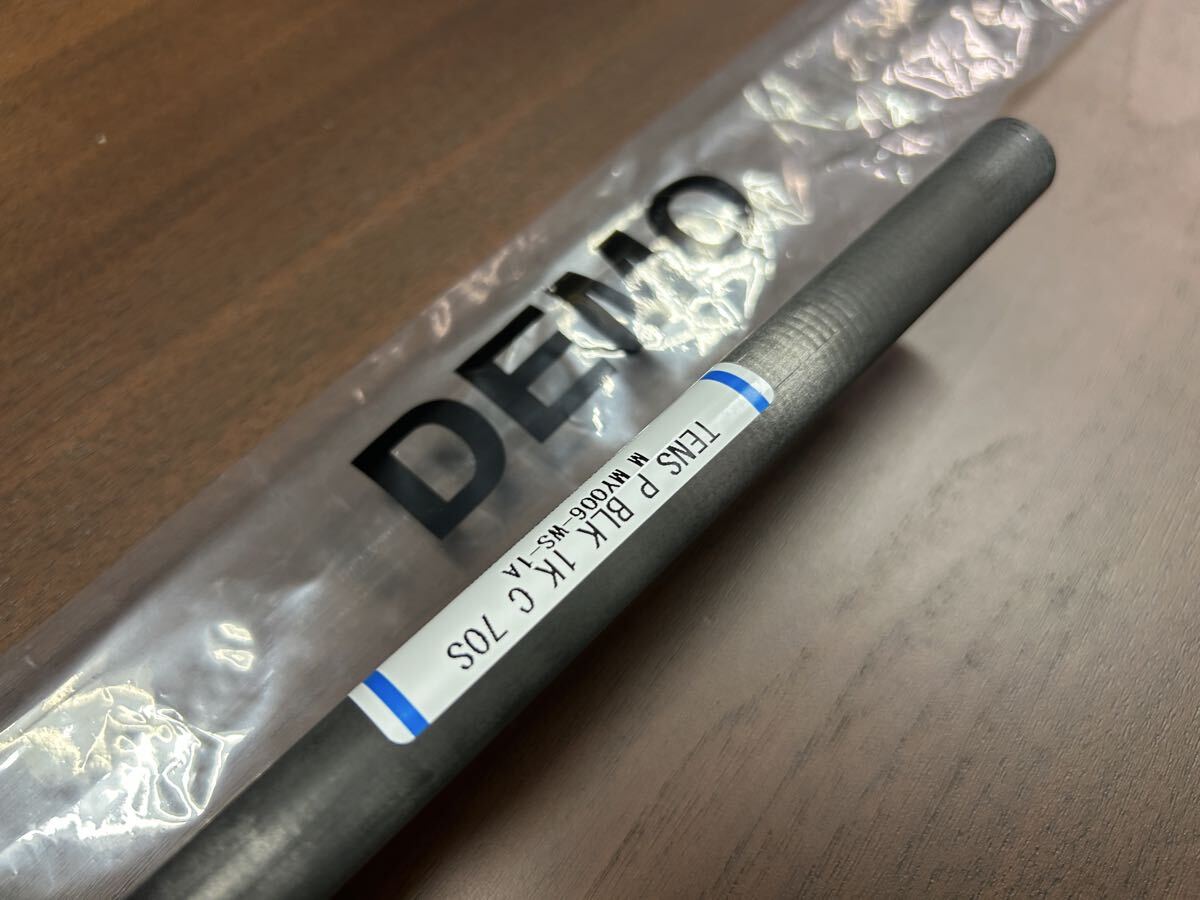 DEMO
TENS P BLK 1K C 70S
M MY006-WS-1A